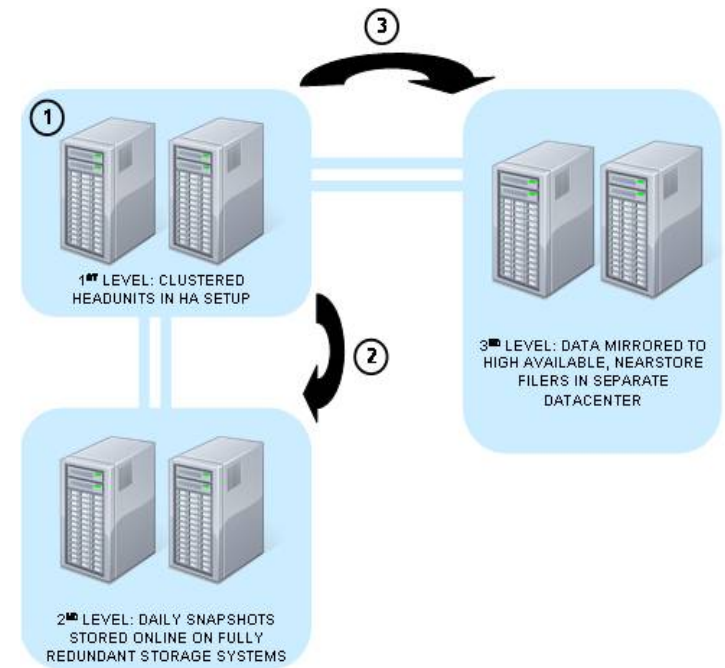 3
1
1ST LEVEL: CLUSTERED
HEADUNITS IN HA SETUP
2
3RD LEVEL: DATA MIRRORED TO
HIGH AVAILABLE, NEARSTORE
FILERS IN SEPARATE
DATACENTER
2ND LEVEL: DAILY SNAPSHOTS
STORED ONLINE ON FULLY
REDUNDANT STORAGE SYSTEMS